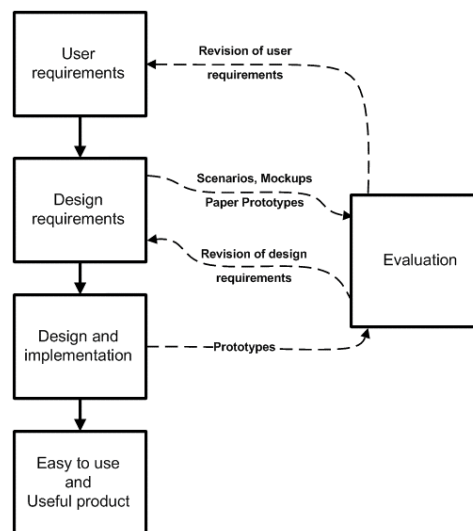 User
requirements
Revision of user
requirements
Design
requirements
Scenarios, Mockups
Paper Prototypes
Revision of design
requirements
Evaluation
Design and
implementation
Prototypes
Easy to use
and
Useful product